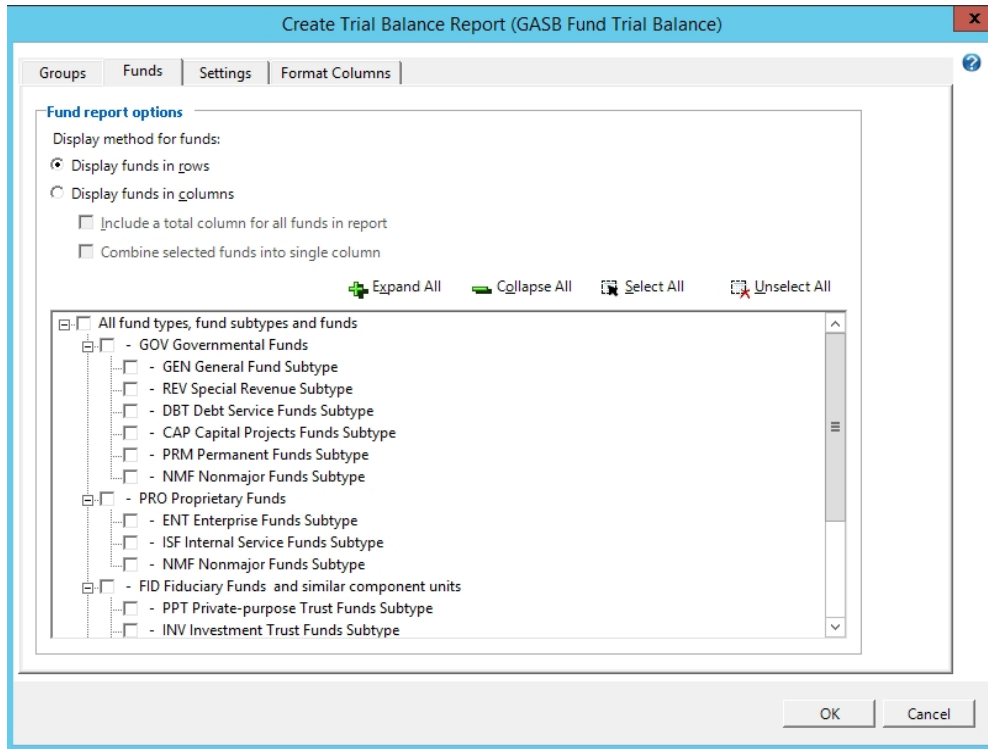 Create Trial Balance Report (GASB Fund Trial Balance)
x
Groups Funds Settings Format Columns
?
Fund report options
Display method for funds:
Display funds in rows
Display funds in columns
Include a total column for all funds in report
Combine selected funds into single column
Expand All Collapse All Select All Unselect All
All fund types, fund subtypes and funds
- GOV Governmental Funds
- GEN General Fund Subtype
- REV Special Revenue Subtype
- DBT Debt Service Funds Subtype
- CAP Capital Projects Funds Subtype
- PRM Permanent Funds Subtype
- NMF Nonmajor Funds Subtype
- PRO Proprietary Funds
- ENT Enterprise Funds Subtype
- ISF Internal Service Funds Subtype
- NMF Nonmajor Funds Subtype
- FID Fiduciary Funds and similar component units
- PPT Private-purpose Trust Funds Subtype
- INV Investment Trust Funds Subtype
OK Cancel